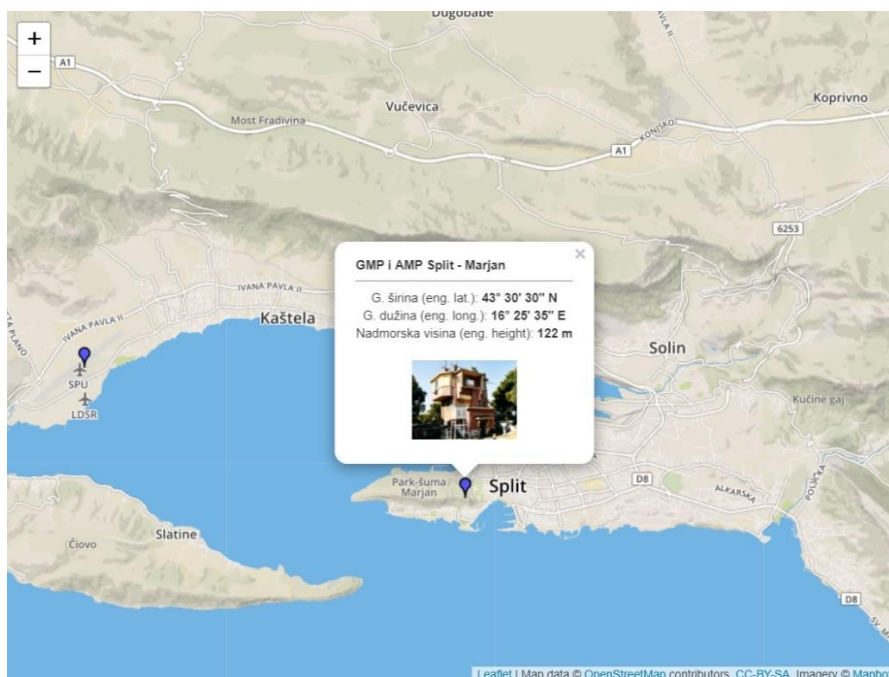 Dugobabe
+
−
A1
Vučevica
Koprivno
Most Fradivina
KONJSKO
A1
6253
GMP i AMP Split - Marjan
×
G. širina (eng. lat.): 43° 30' 30" N
G. dužina (eng. long.): 16° 25' 35" E
Nadmorska visina (eng. height): 122 m
IVANA PAVLA II
IVANA PAVLA II
Kaštela
Solin
SPU
LDSR
Kućine gaj
Park-šuma
Marjan
Split
D8
ALKARSKA
POLJIČKA
Slatine
Čiovo
D8
Leaflet | Map data © OpenStreetMap contributors, CC-BY-SA, Imagery © Mapbo